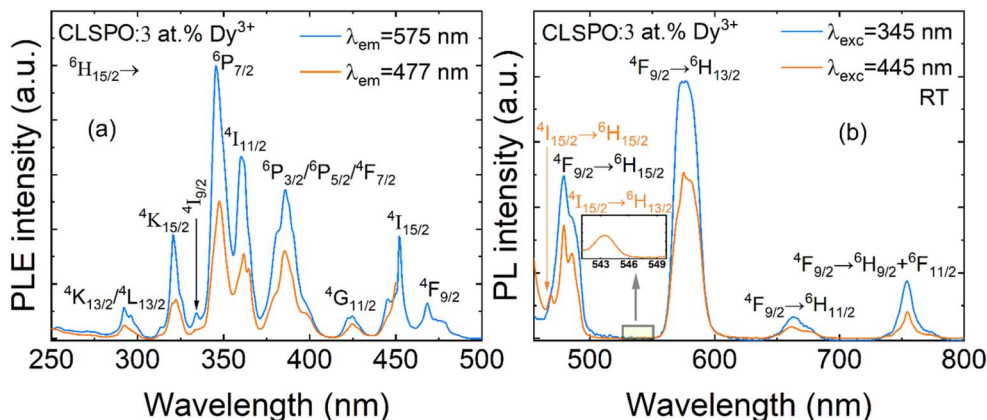 CLSPO:3 at.% Dy³⁺
λem=575 nm
λem=477 nm
⁶H15/2→
⁶P7/2
(a)
⁴I11/2
⁶P3/2/⁶P5/2/⁴F7/2
⁴K15/2
⁴I9/2
⁴I15/2
⁴K13/2/⁴L13/2
⁴G11/2
⁴F9/2
PLE intensity (a.u.)
250 300 350 400 450 500
Wavelength (nm)
CLSPO:3 at.% Dy³⁺
λexc=345 nm
λexc=445 nm
RT
⁴F9/2→⁶H13/2
(b)
⁴I15/2→⁶H15/2
⁴F9/2→⁶H15/2
⁴I15/2→⁶H13/2
543 546 549
⁴F9/2→⁶H9/2+⁶F11/2
⁴F9/2→⁶H11/2
PL intensity (a.u.)
500 600 700 800
Wavelength (nm)